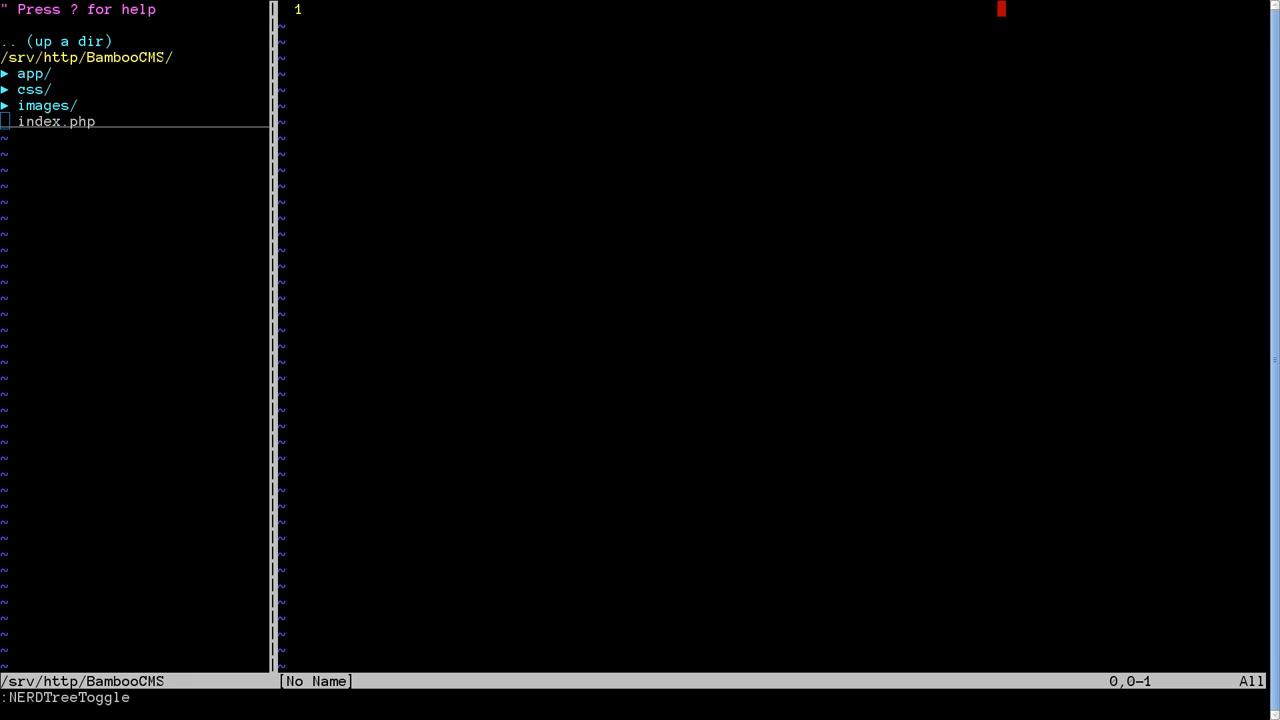 " Press ? for help
1
.. (up a dir)
/srv/http/BambooCMS/
▸ app/
▸ css/
▸ images/
index.php
/srv/http/BambooCMS
[No Name]
0,0-1
All
:NERDTreeToggle